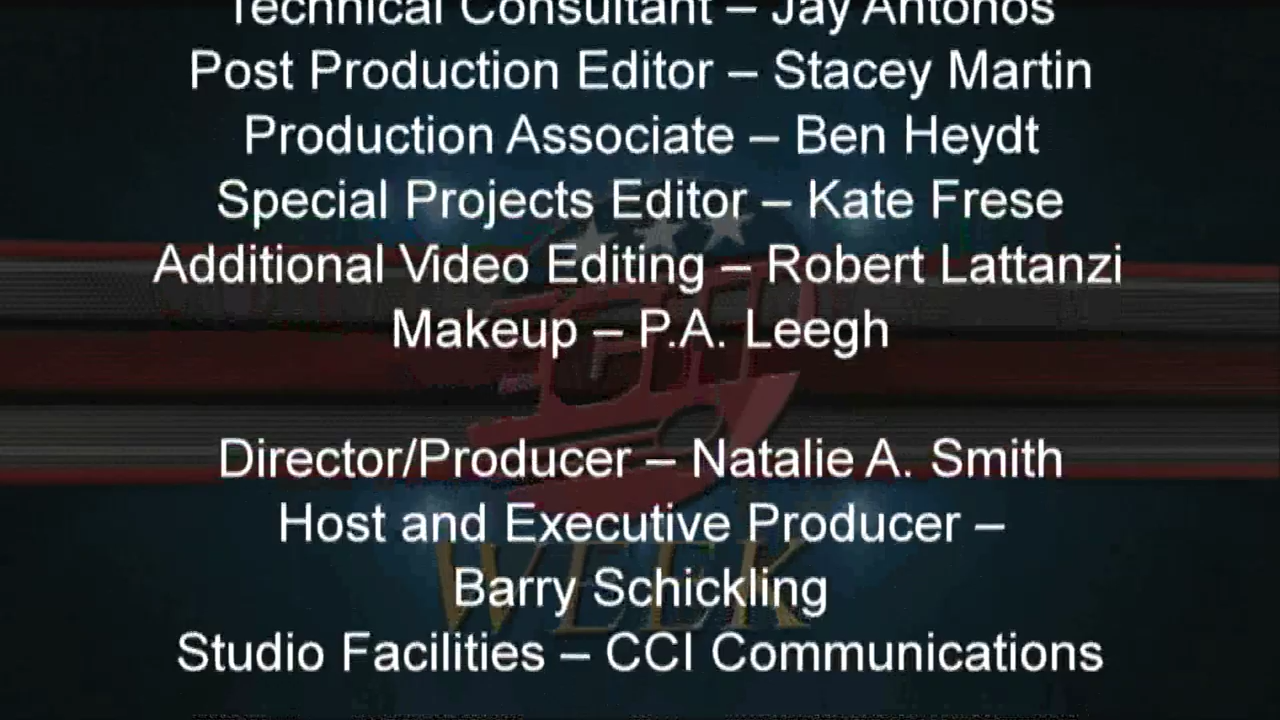 Technical Consultant – Jay Antonos
Post Production Editor – Stacey Martin
Production Associate – Ben Heydt
Special Projects Editor – Kate Frese
Additional Video Editing – Robert Lattanzi
Makeup – P.A. Leegh
Director/Producer – Natalie A. Smith
Host and Executive Producer –
Barry Schickling
Studio Facilities – CCI Communications
WEEK